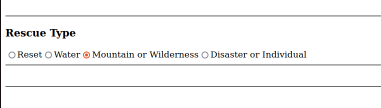 Rescue Type
Reset Water Mountain or Wilderness Disaster or Individual